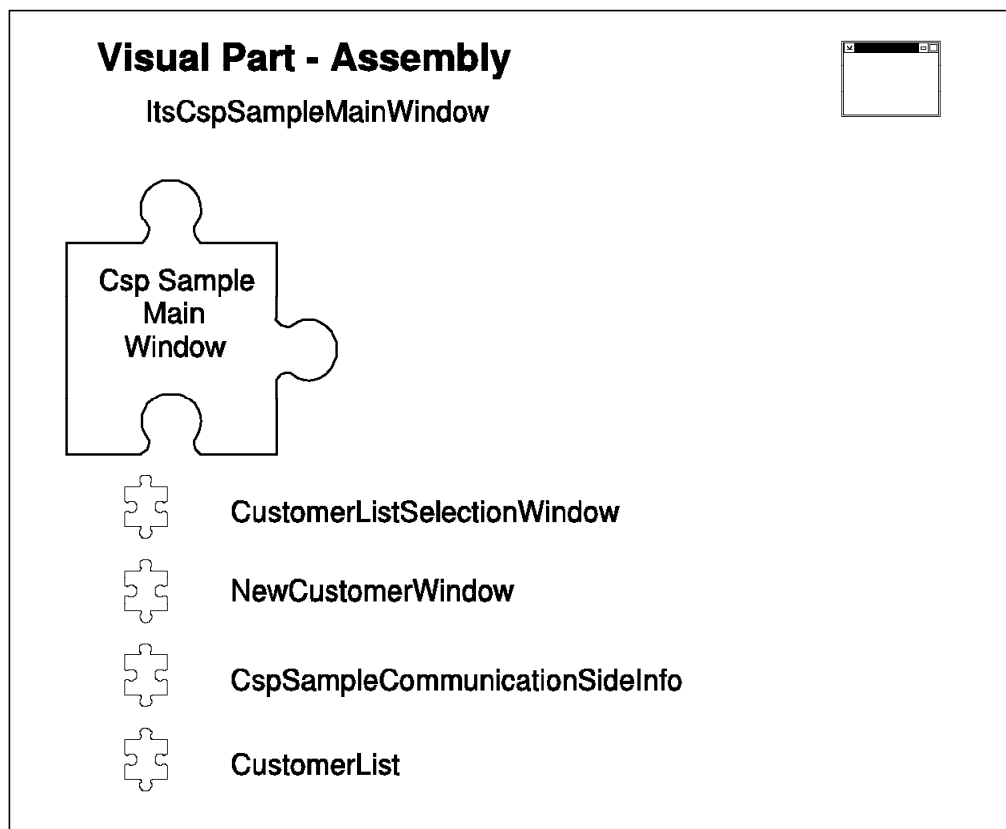 Visual Part - Assembly
ItsCspSampleMainWindow
Csp Sample
Main
Window
CustomerListSelectionWindow
NewCustomerWindow
CspSampleCommunicationSideInfo
CustomerList